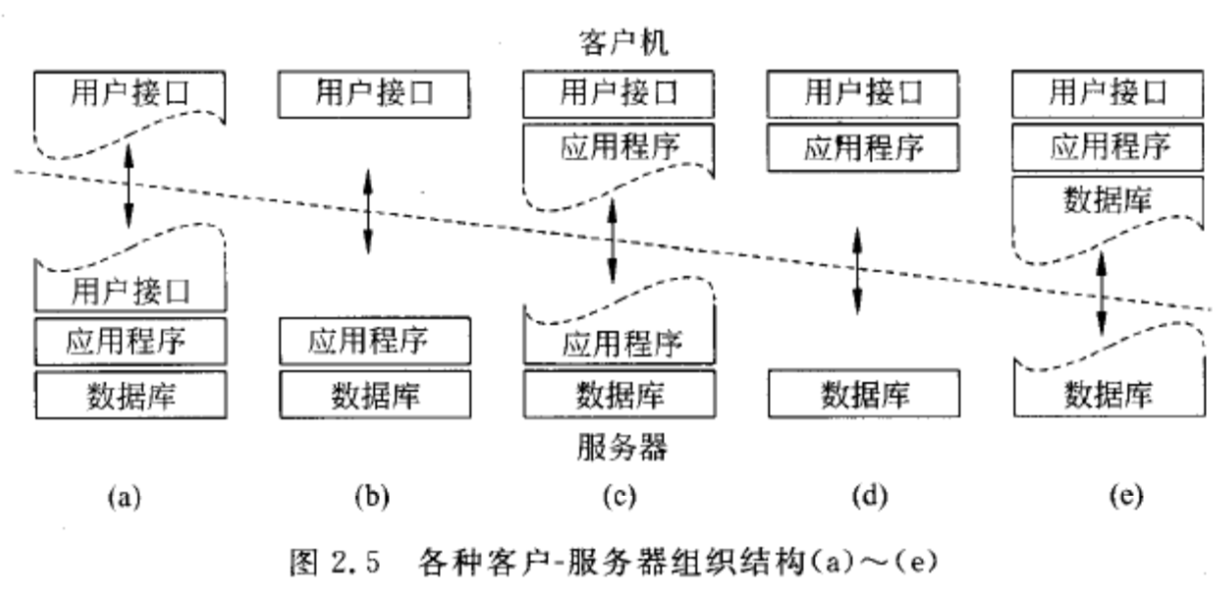 客户机
用户接口 用户接口 用户接口 用户接口 用户接口
应用程序 应用程序 应用程序
数据库
用户接口
应用程序 应用程序 应用程序
数据库 数据库 数据库 数据库 数据库
服务器
(a) (b) (c) (d) (e)
图 2.5 各种客户-服务器组织结构(a)～(e)